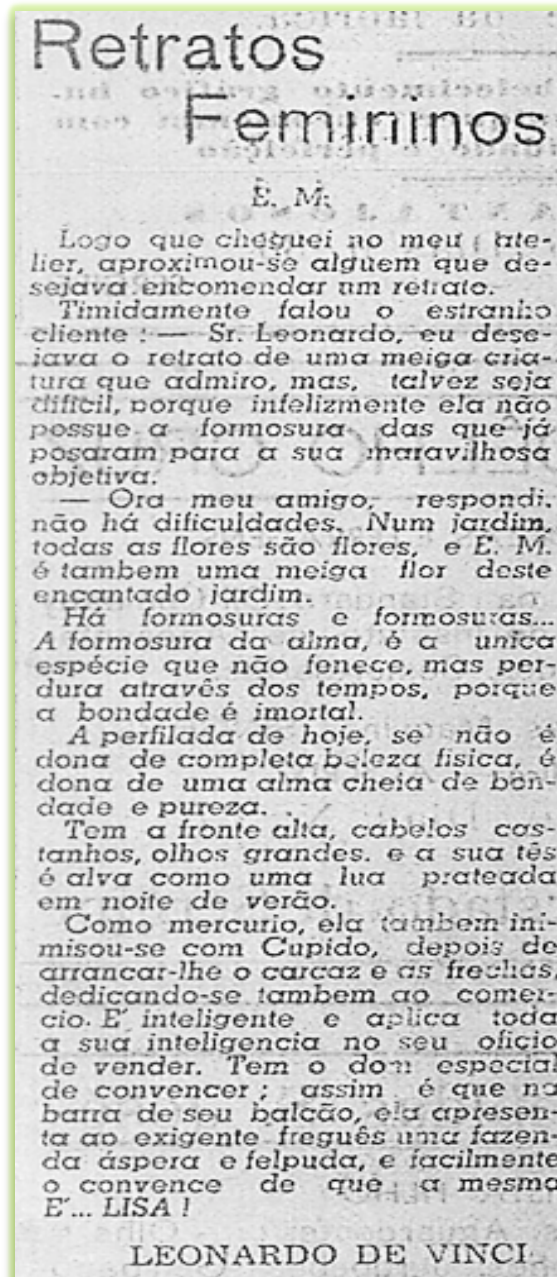 Retratos
Femininos
E. M.
Logo que cheguei no meu ate-
lier, aproximou-se alguem que de-
sejava encomendar um retrato.
Timidamente falou o estranho
cliente : — Sr. Leonardo, eu dese-
java o retrato de uma meiga cria-
tura que admiro, mas, talvez seja
dificil, porque infelizmente ela não
possue a formosura das que já
posaram para a sua maravilhosa
objetiva.
— Ora meu amigo, respondi.
não há dificuldades. Num jardim,
todas as flores são flores, e E. M.
é tambem uma meiga flor deste
encantado jardim.
Há formosuras e formosuras...
A formosura da alma, é a unica
espécie que não fenece, mas per-
dura através dos tempos, porque
a bondade é imortal.
A perfilada de hoje, se não é
dona de completa beleza fisica, é
dona de uma alma cheia de bon-
dade e pureza.
Tem a fronte alta, cabelos cas-
tanhos, olhos grandes. e a sua tês
é alva como uma lua prateada
em noite de verão.
Como mercurio, ela tambem ini-
misou-se com Cupido, depois de
arrancar-lhe o carcaz e as frechas,
dedicando-se tambem ao comer-
cio. E' inteligente e aplica toda
a sua inteligencia no seu oficio
de vender. Tem o dom especial
de convencer ; assim é que na
barra de seu balcão, ela apresen-
ta ao exigente freguês uma fazen-
da áspera e felpuda, e facilmente
o convence de que a mesma
E'... LISA !
LEONARDO DE VINCI